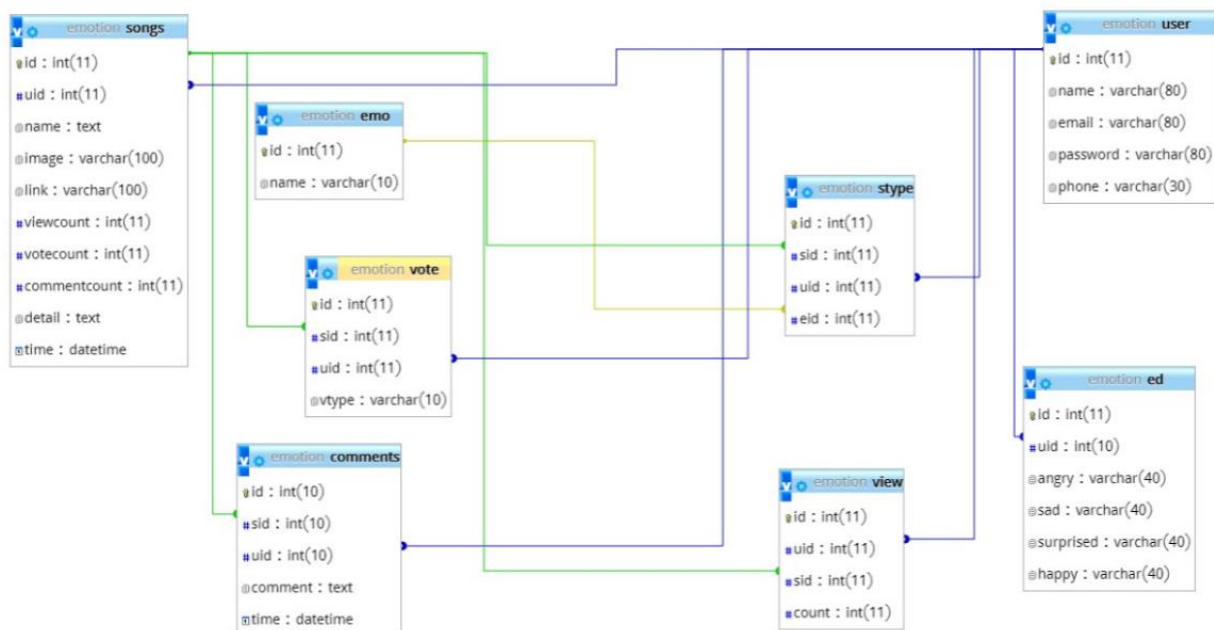 emotion songs
id : int(11)
uid : int(11)
name : text
image : varchar(100)
link : varchar(100)
#viewcount : int(11)
#votecount : int(11)
#commentcount : int(11)
detail : text
time : datetime
emotion emo
id : int(11)
name : varchar(10)
emotion vote
id : int(11)
#sid : int(11)
#uid : int(11)
vtype : varchar(10)
emotion comments
id : int(10)
#sid : int(10)
#uid : int(10)
comment : text
time : datetime
emotion stype
id : int(11)
#sid : int(11)
#uid : int(11)
#eid : int(11)
emotion view
id : int(11)
#uid : int(11)
#sid : int(11)
#count : int(11)
emotion user
id : int(11)
name : varchar(80)
email : varchar(80)
password : varchar(80)
phone : varchar(30)
emotion ed
id : int(11)
#uid : int(10)
angry : varchar(40)
sad : varchar(40)
surprised : varchar(40)
happy : varchar(40)